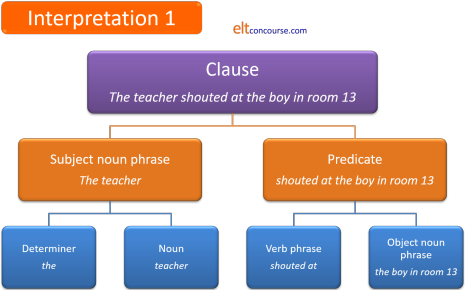 Interpretation 1
eltconcourse.com
Clause
The teacher shouted at the boy in room 13
Subject noun phrase
The teacher
Predicate
shouted at the boy in room 13
Determiner
the
Noun
teacher
Verb phrase
shouted at
Object noun
phrase
the boy in room 13